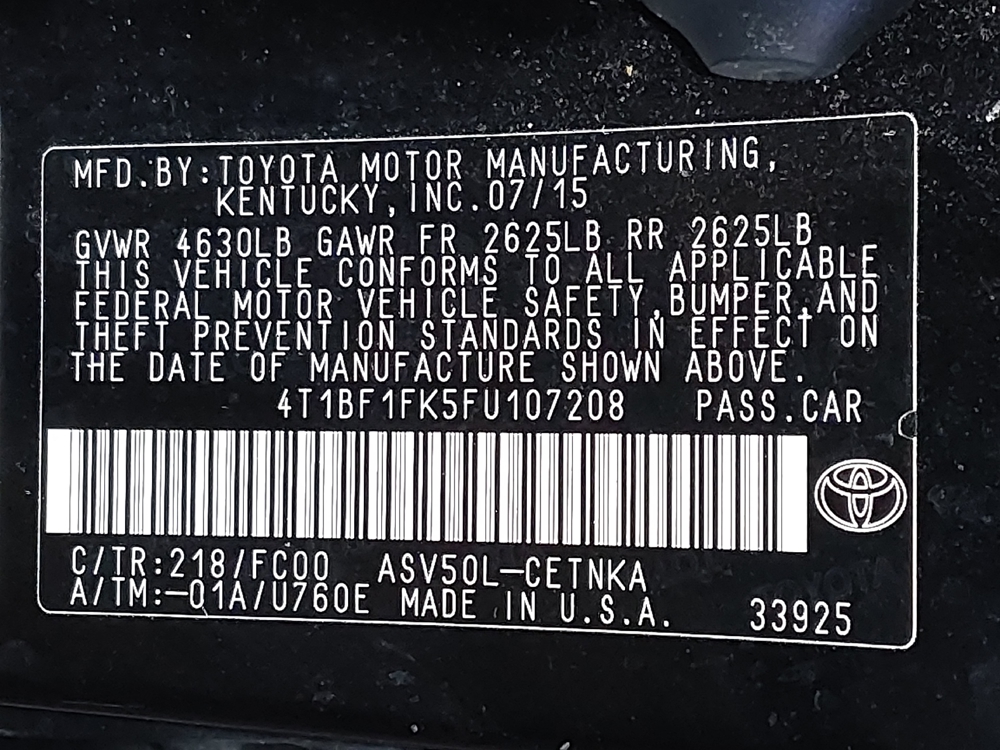 MFD.BY:TOYOTA MOTOR MANUFACTURING,
KENTUCKY, INC.07/15
GVWR 4630LB GAWR FR 2625LB RR 2625LB
THIS VEHICLE CONFORMS TO ALL APPLICABLE
FEDERAL MOTOR VEHICLE SAFETY,BUMPER,AND
THEFT PREVENTION STANDARDS IN EFFECT ON
THE DATE OF MANUFACTURE SHOWN ABOVE.
4T1BF1FK5FU107208 PASS.CAR
C/TR:218/FC00 ASV50L-CETNKA
A/TM:-01A/U760E MADE IN U.S.A. 33925